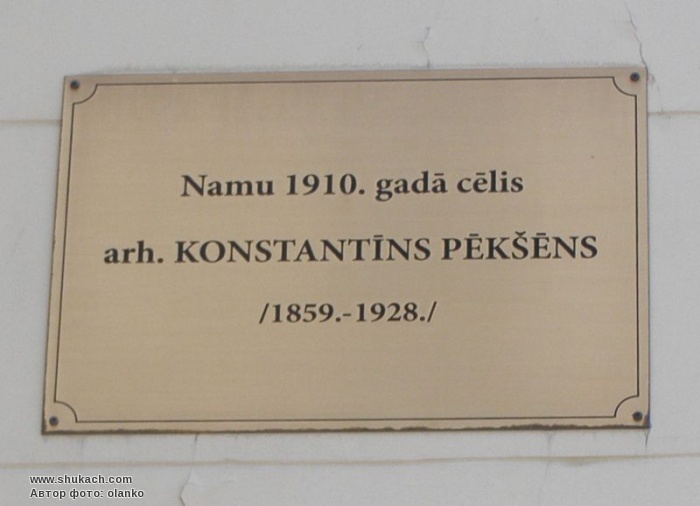 Namu 1910. gadā cēlis
arh. KONSTANTĪNS PĒKŠĒNS
/1859.-1928./
www.shukach.com
Автор фото: olanko